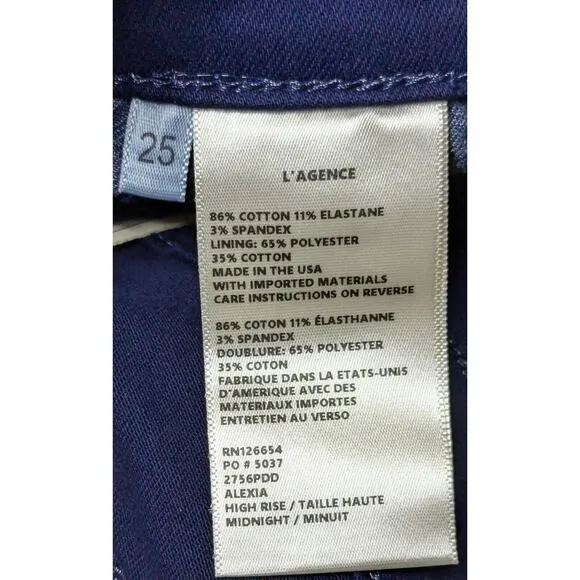 25
L'AGENCE
86% COTTON 11% ELASTANE
3% SPANDEX
LINING: 65% POLYESTER
35% COTTON
MADE IN THE USA
WITH IMPORTED MATERIALS
CARE INSTRUCTIONS ON REVERSE
86% COTON 11% ÉLASTHANNE
3% SPANDEX
DOUBLURE: 65% POLYESTER
35% COTON
FABRIQUE DANS LA ETATS-UNIS
D'AMERIQUE AVEC DES
MATERIAUX IMPORTES
ENTRETIEN AU VERSO
RN126654
PO # 5037
2756PDD
ALEXIA
HIGH RISE / TAILLE HAUTE
MIDNIGHT / MINUIT